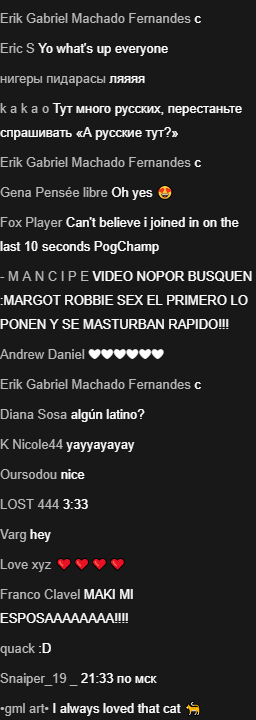 Erik Gabriel Machado Fernandes c
Eric S Yo what's up everyone
нигеры пидарасы ляяяя
k a k a o Тут много русских, перестаньте
спрашивать «А русские тут?»
Erik Gabriel Machado Fernandes c
Gena Pensée libre Oh yes 🤩
Fox Player Can't believe i joined in on the
last 10 seconds PogChamp
- M A N C I P E VIDEO NOPOR BUSQUEN
:MARGOT ROBBIE SEX EL PRIMERO LO
PONEN Y SE MASTURBAN RAPIDO!!!
Andrew Daniel 🤍🤍🤍🤍🤍🤍
Erik Gabriel Machado Fernandes c
Diana Sosa algún latino?
K Nicole44 yayyayayay
Oursodou nice
LOST 444 3:33
Varg hey
Love xyz ❤️ ❤️ ❤️ ❤️
Franco Clavel MAKI MI
ESPOSAAAAAAAA!!!!
quack :D
Snaiper_19 _ 21:33 по мск
•gml art• I always loved that cat 🐈